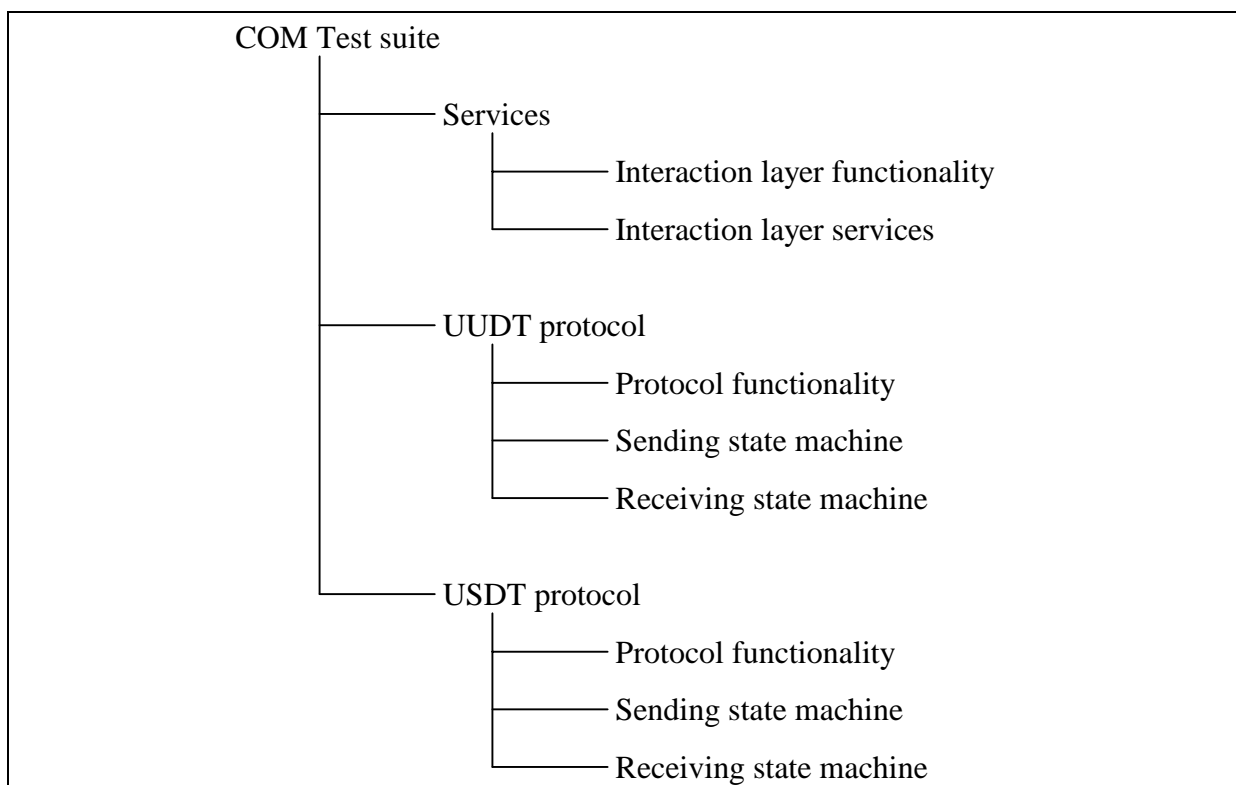 COM Test suite
Services
Interaction layer functionality
Interaction layer services
UUDT protocol
Protocol functionality
Sending state machine
Receiving state machine
USDT protocol
Protocol functionality
Sending state machine
Receiving state machine